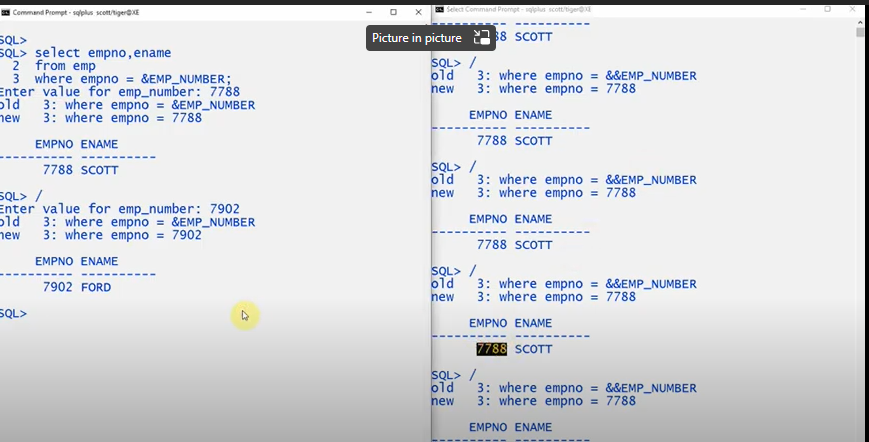 Command Prompt - sqlplus scott/tiger@XE
SQL>
SQL> select empno,ename
2 from emp
3 where empno = &EMP_NUMBER;
Enter value for emp_number: 7788
old 3: where empno = &EMP_NUMBER
new 3: where empno = 7788
EMPNO ENAME
---------- ----------
7788 SCOTT
SQL> /
Enter value for emp_number: 7902
old 3: where empno = &EMP_NUMBER
new 3: where empno = 7902
EMPNO ENAME
---------- ----------
7902 FORD
SQL>
Picture in picture
Select Command Prompt - sqlplus scott/tiger@XE
---------- ----------
88 SCOTT
SQL> /
old 3: where empno = &&EMP_NUMBER
new 3: where empno = 7788
EMPNO ENAME
---------- ----------
7788 SCOTT
SQL> /
old 3: where empno = &&EMP_NUMBER
new 3: where empno = 7788
EMPNO ENAME
---------- ----------
7788 SCOTT
SQL> /
old 3: where empno = &&EMP_NUMBER
new 3: where empno = 7788
EMPNO ENAME
---------- ----------
7788 SCOTT
SQL> /
old 3: where empno = &&EMP_NUMBER
new 3: where empno = 7788
EMPNO ENAME
---------- ----------